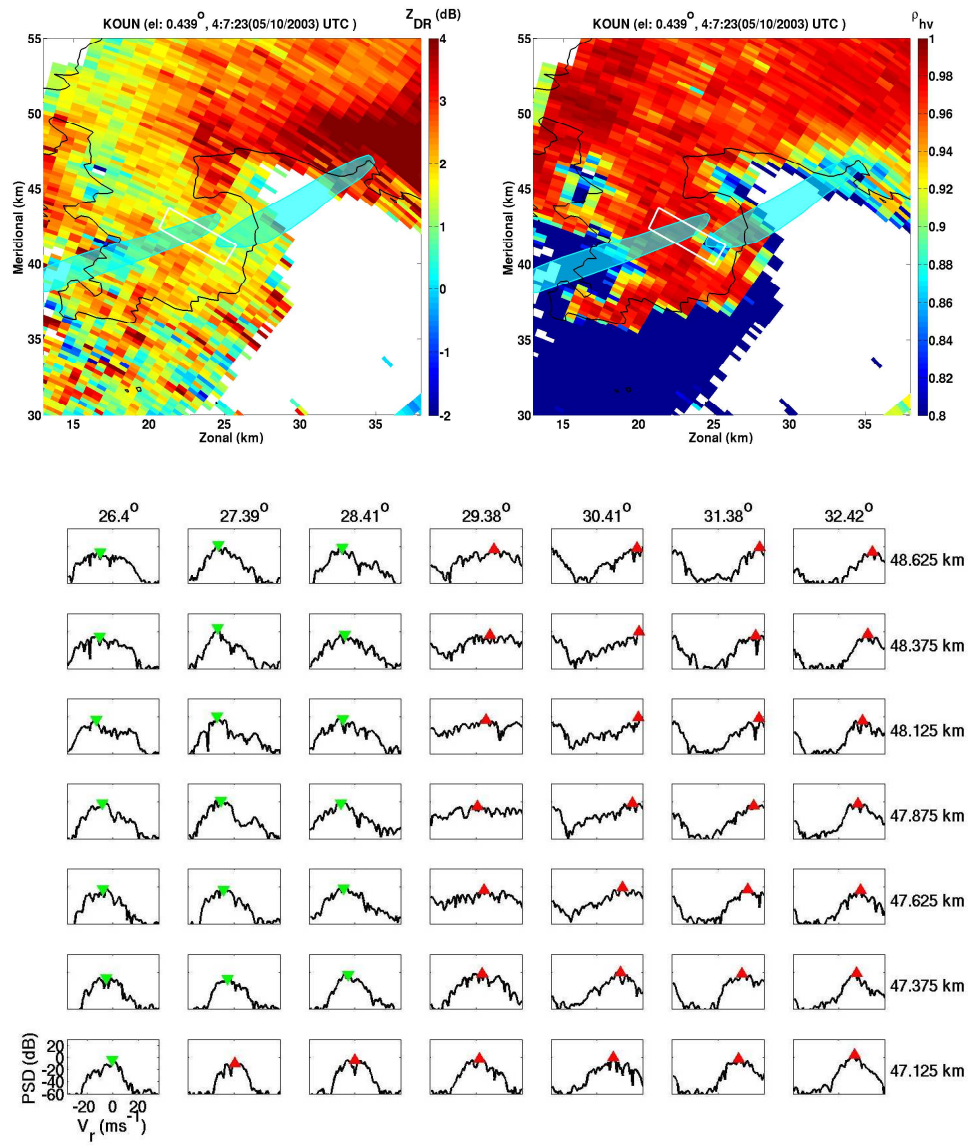 KOUN (el: 0.439°, 4:7:23(05/10/2003) UTC ) Z_DR (dB)
55
50
45
40
35
30
15 20 25 30 35
Meridional (km)
Zonal (km)
4
3
2
1
0
-1
-2
KOUN (el: 0.439°, 4:7:23(05/10/2003) UTC ) ρ_hv
55
50
45
40
35
30
15 20 25 30 35
Meridional (km)
Zonal (km)
1
0.98
0.96
0.94
0.92
0.9
0.88
0.86
0.84
0.82
0.8
26.4° 27.39° 28.41° 29.38° 30.41° 31.38° 32.42°
48.625 km
48.375 km
48.125 km
47.875 km
47.625 km
47.375 km
47.125 km
PSD (dB)
20
0
-20
-40
-60
-20 0 20
V_r (ms⁻¹)